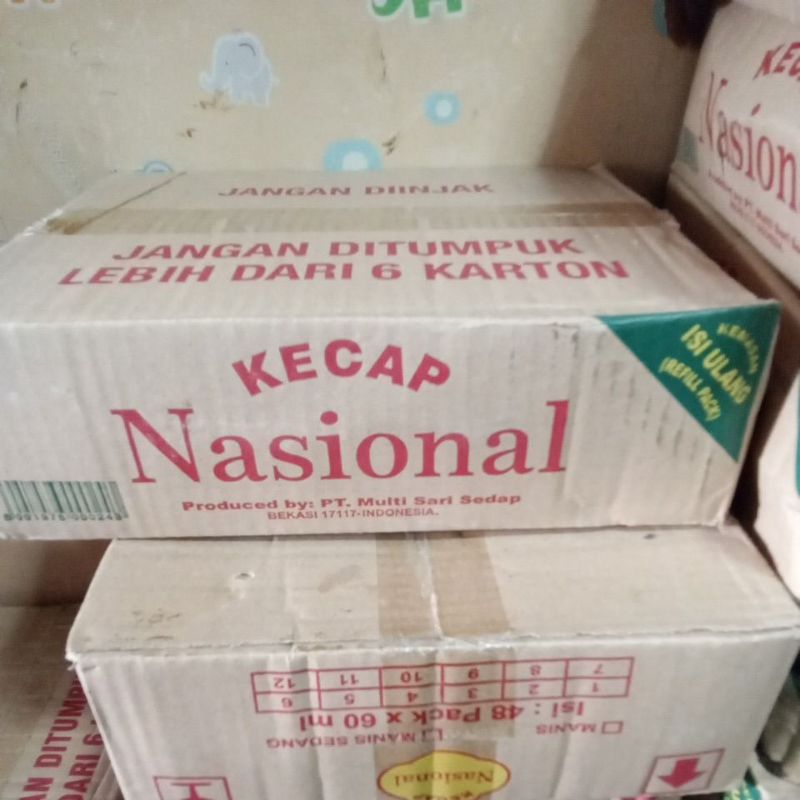 JANGAN DIINJAK
JANGAN DITUMPUK
LEBIH DARI 6 KARTON
KECAP
Nasional
Produced by: PT. Multi Sari Sedap
BEKASI 17117-INDONESIA.
KEMASAN
ISI ULANG
(REFILL PACK)
Nasional
MANIS
MANIS SEDANG
Isi : 48 Pack x 60 ml
1 2 3 4 5 6
7 8 9 10 11 12